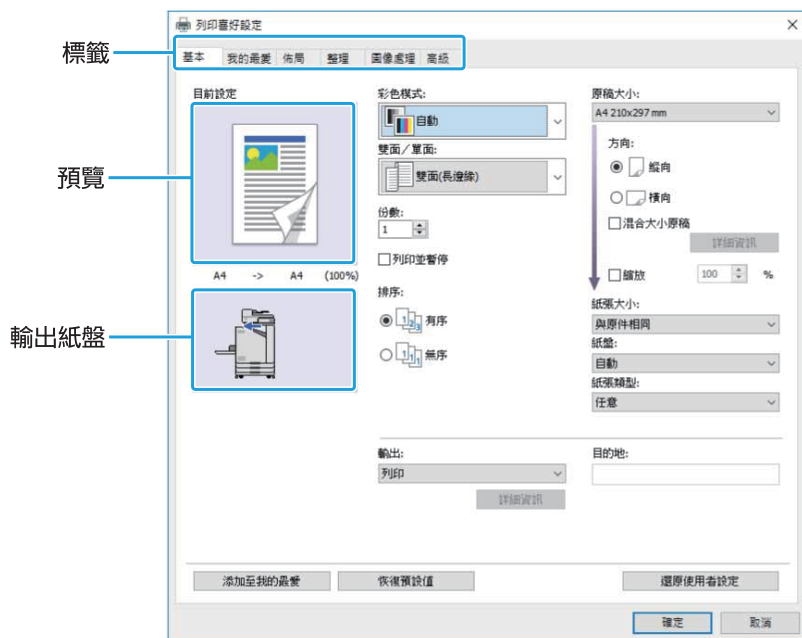 列印喜好設定
標籤
基本 我的最愛 佈局 整理 圖像處理 高級
目前設定
預覽
A4 -> A4 (100%)
輸出紙盤
彩色模式:
自動
雙面／單面:
雙面(長邊緣)
份數:
1
列印並暫停
排序:
1 2 3 有序
1 1 1 無序
原稿大小:
A4 210x297 mm
方向:
縱向
橫向
混合大小原稿
詳細資訊
縮放 100 %
紙張大小:
與原件相同
紙盤:
自動
紙張類型:
任意
輸出:
列印
詳細資訊
目的地:
添加至我的最愛 恢復預設值 還原使用者設定
確定 取消